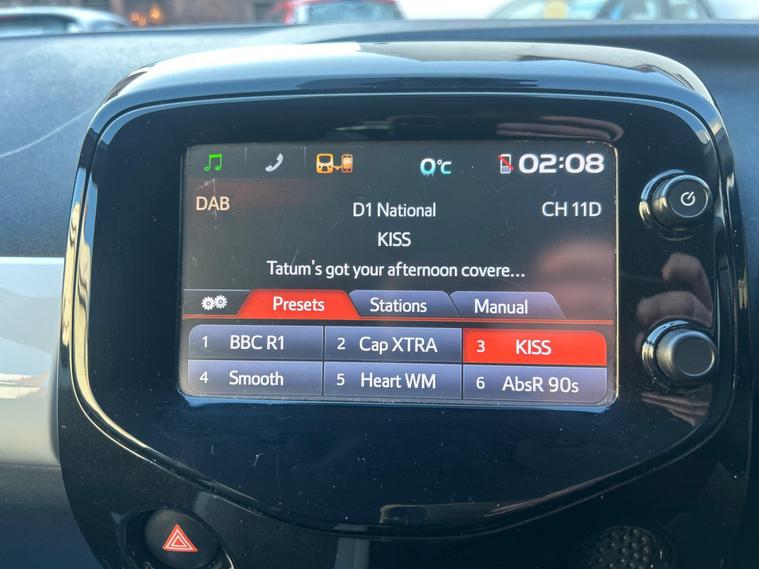 0°C 02:08
DAB D1 National CH 11D
KISS
Tatum's got your afternoon covere...
Presets Stations Manual
1 BBC R1 2 Cap XTRA 3 KISS
4 Smooth 5 Heart WM 6 AbsR 90s